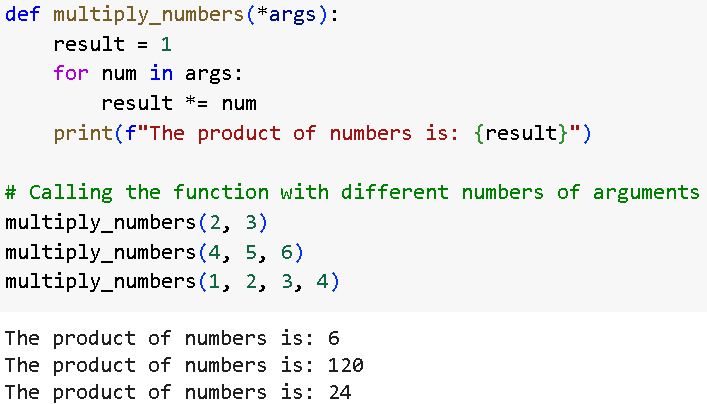 def multiply_numbers(*args):
    result = 1
    for num in args:
        result *= num
    print(f"The product of numbers is: {result}")

# Calling the function with different numbers of arguments
multiply_numbers(2, 3)
multiply_numbers(4, 5, 6)
multiply_numbers(1, 2, 3, 4)

The product of numbers is: 6
The product of numbers is: 120
The product of numbers is: 24